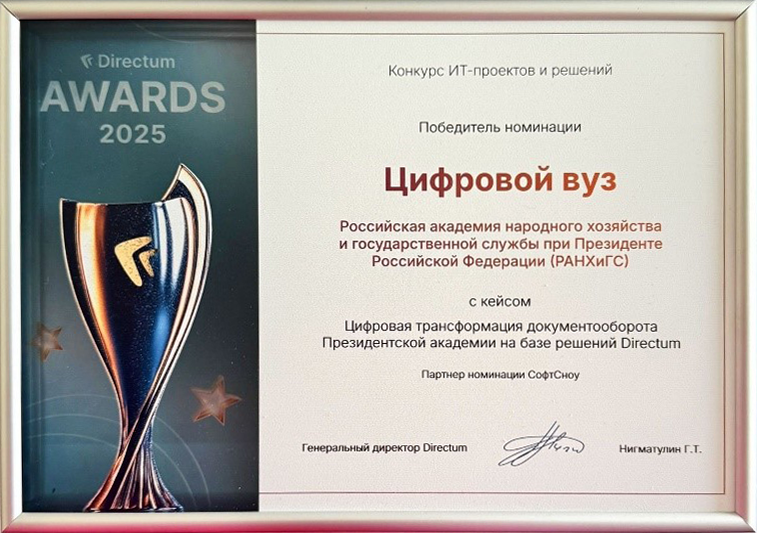 Directum
AWARDS
2025
Конкурс ИТ-проектов и решений
Победитель номинации
Цифровой вуз
Российская академия народного хозяйства
и государственной службы при Президенте
Российской Федерации (РАНХиГС)
с кейсом
Цифровая трансформация документооборота
Президентской академии на базе решений Directum
Партнер номинации СофтСноу
Генеральный директор Directum
Нигматулин Г.Т.